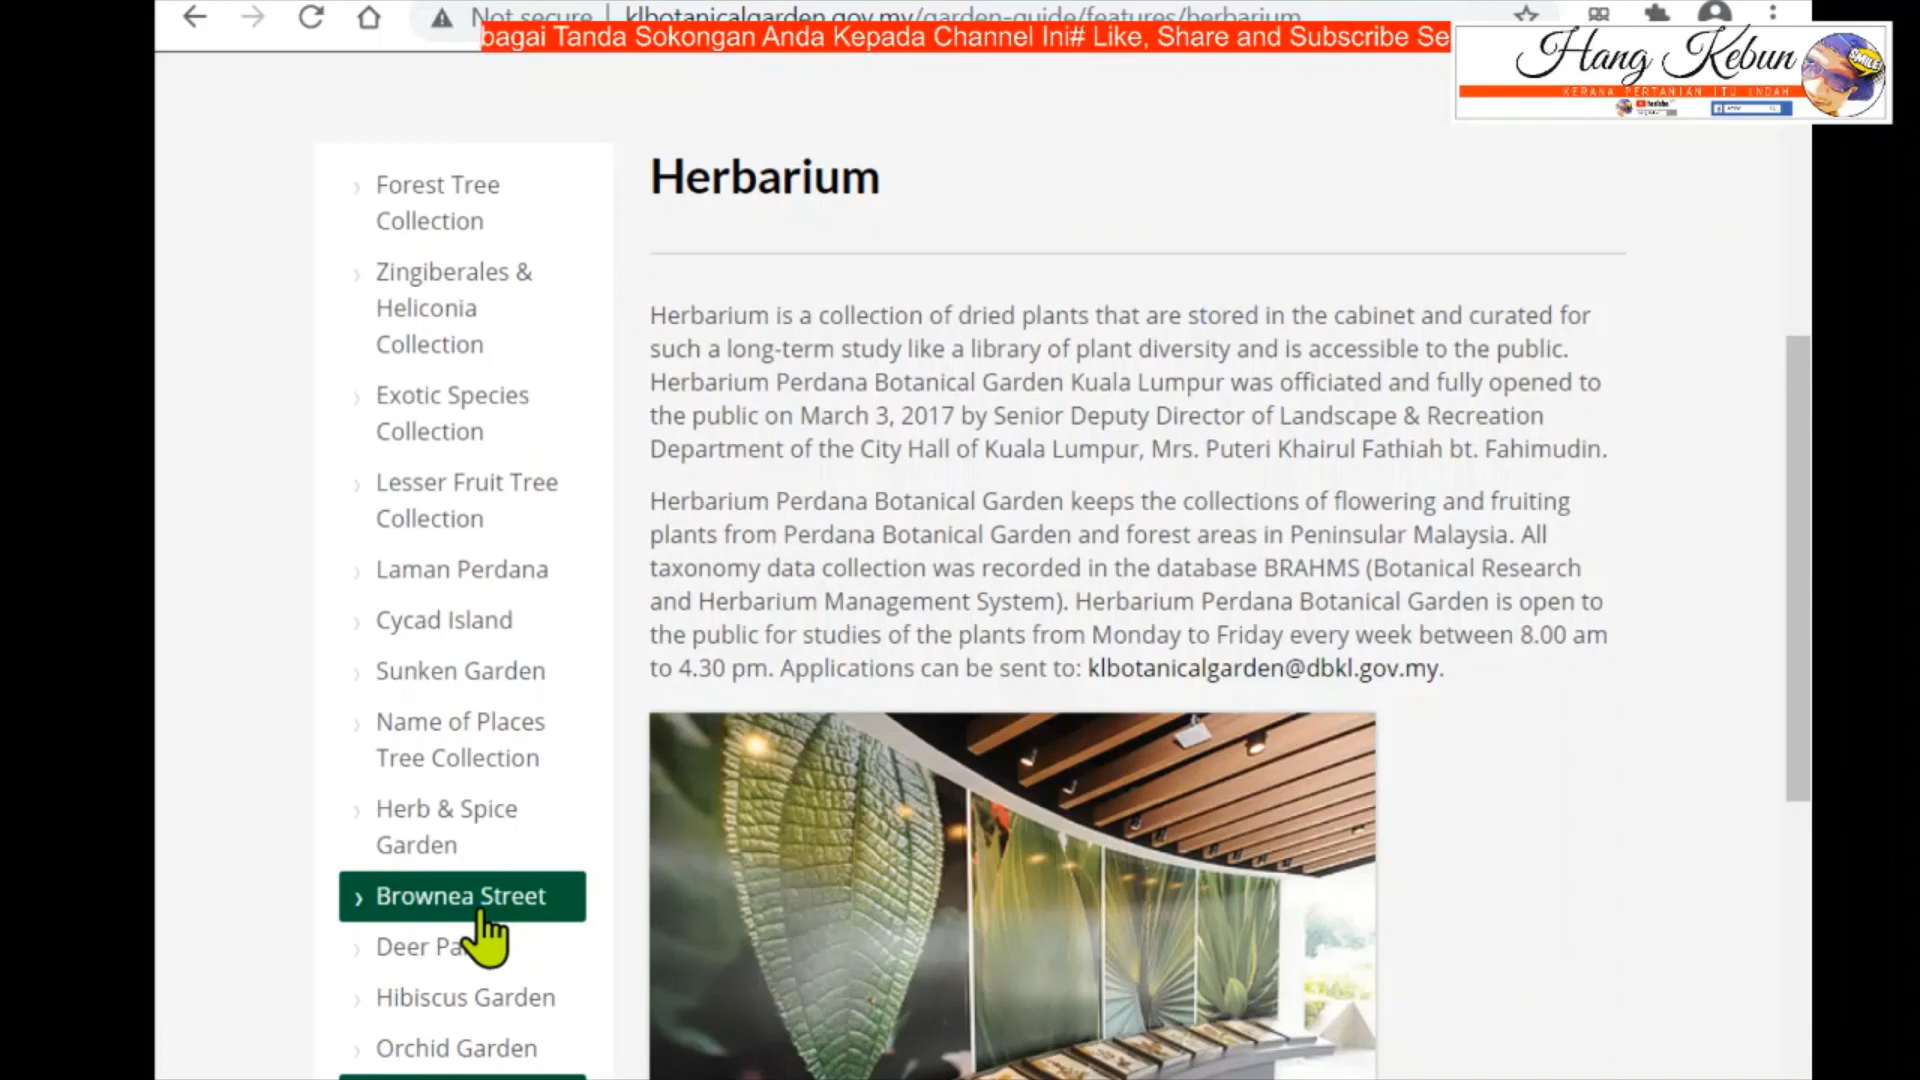 Not secure | klbotanicalgarden.gov.my/garden-guide/features/herbarium
bagai Tanda Sokongan Anda Kepada Channel Ini# Like, Share and Subscribe Se
Hang Kebun
SMILE!
KERANA PERTANIAN ITU INDAH
YouTube
Forest Tree
Collection
Zingiberales &
Heliconia
Collection
Exotic Species
Collection
Lesser Fruit Tree
Collection
Laman Perdana
Cycad Island
Sunken Garden
Name of Places
Tree Collection
Herb & Spice
Garden
Brownea Street
Deer Pa
Hibiscus Garden
Orchid Garden
Herbarium
Herbarium is a collection of dried plants that are stored in the cabinet and curated for
such a long-term study like a library of plant diversity and is accessible to the public.
Herbarium Perdana Botanical Garden Kuala Lumpur was officiated and fully opened to
the public on March 3, 2017 by Senior Deputy Director of Landscape & Recreation
Department of the City Hall of Kuala Lumpur, Mrs. Puteri Khairul Fathiah bt. Fahimudin.
Herbarium Perdana Botanical Garden keeps the collections of flowering and fruiting
plants from Perdana Botanical Garden and forest areas in Peninsular Malaysia. All
taxonomy data collection was recorded in the database BRAHMS (Botanical Research
and Herbarium Management System). Herbarium Perdana Botanical Garden is open to
the public for studies of the plants from Monday to Friday every week between 8.00 am
to 4.30 pm. Applications can be sent to: klbotanicalgarden@dbkl.gov.my.